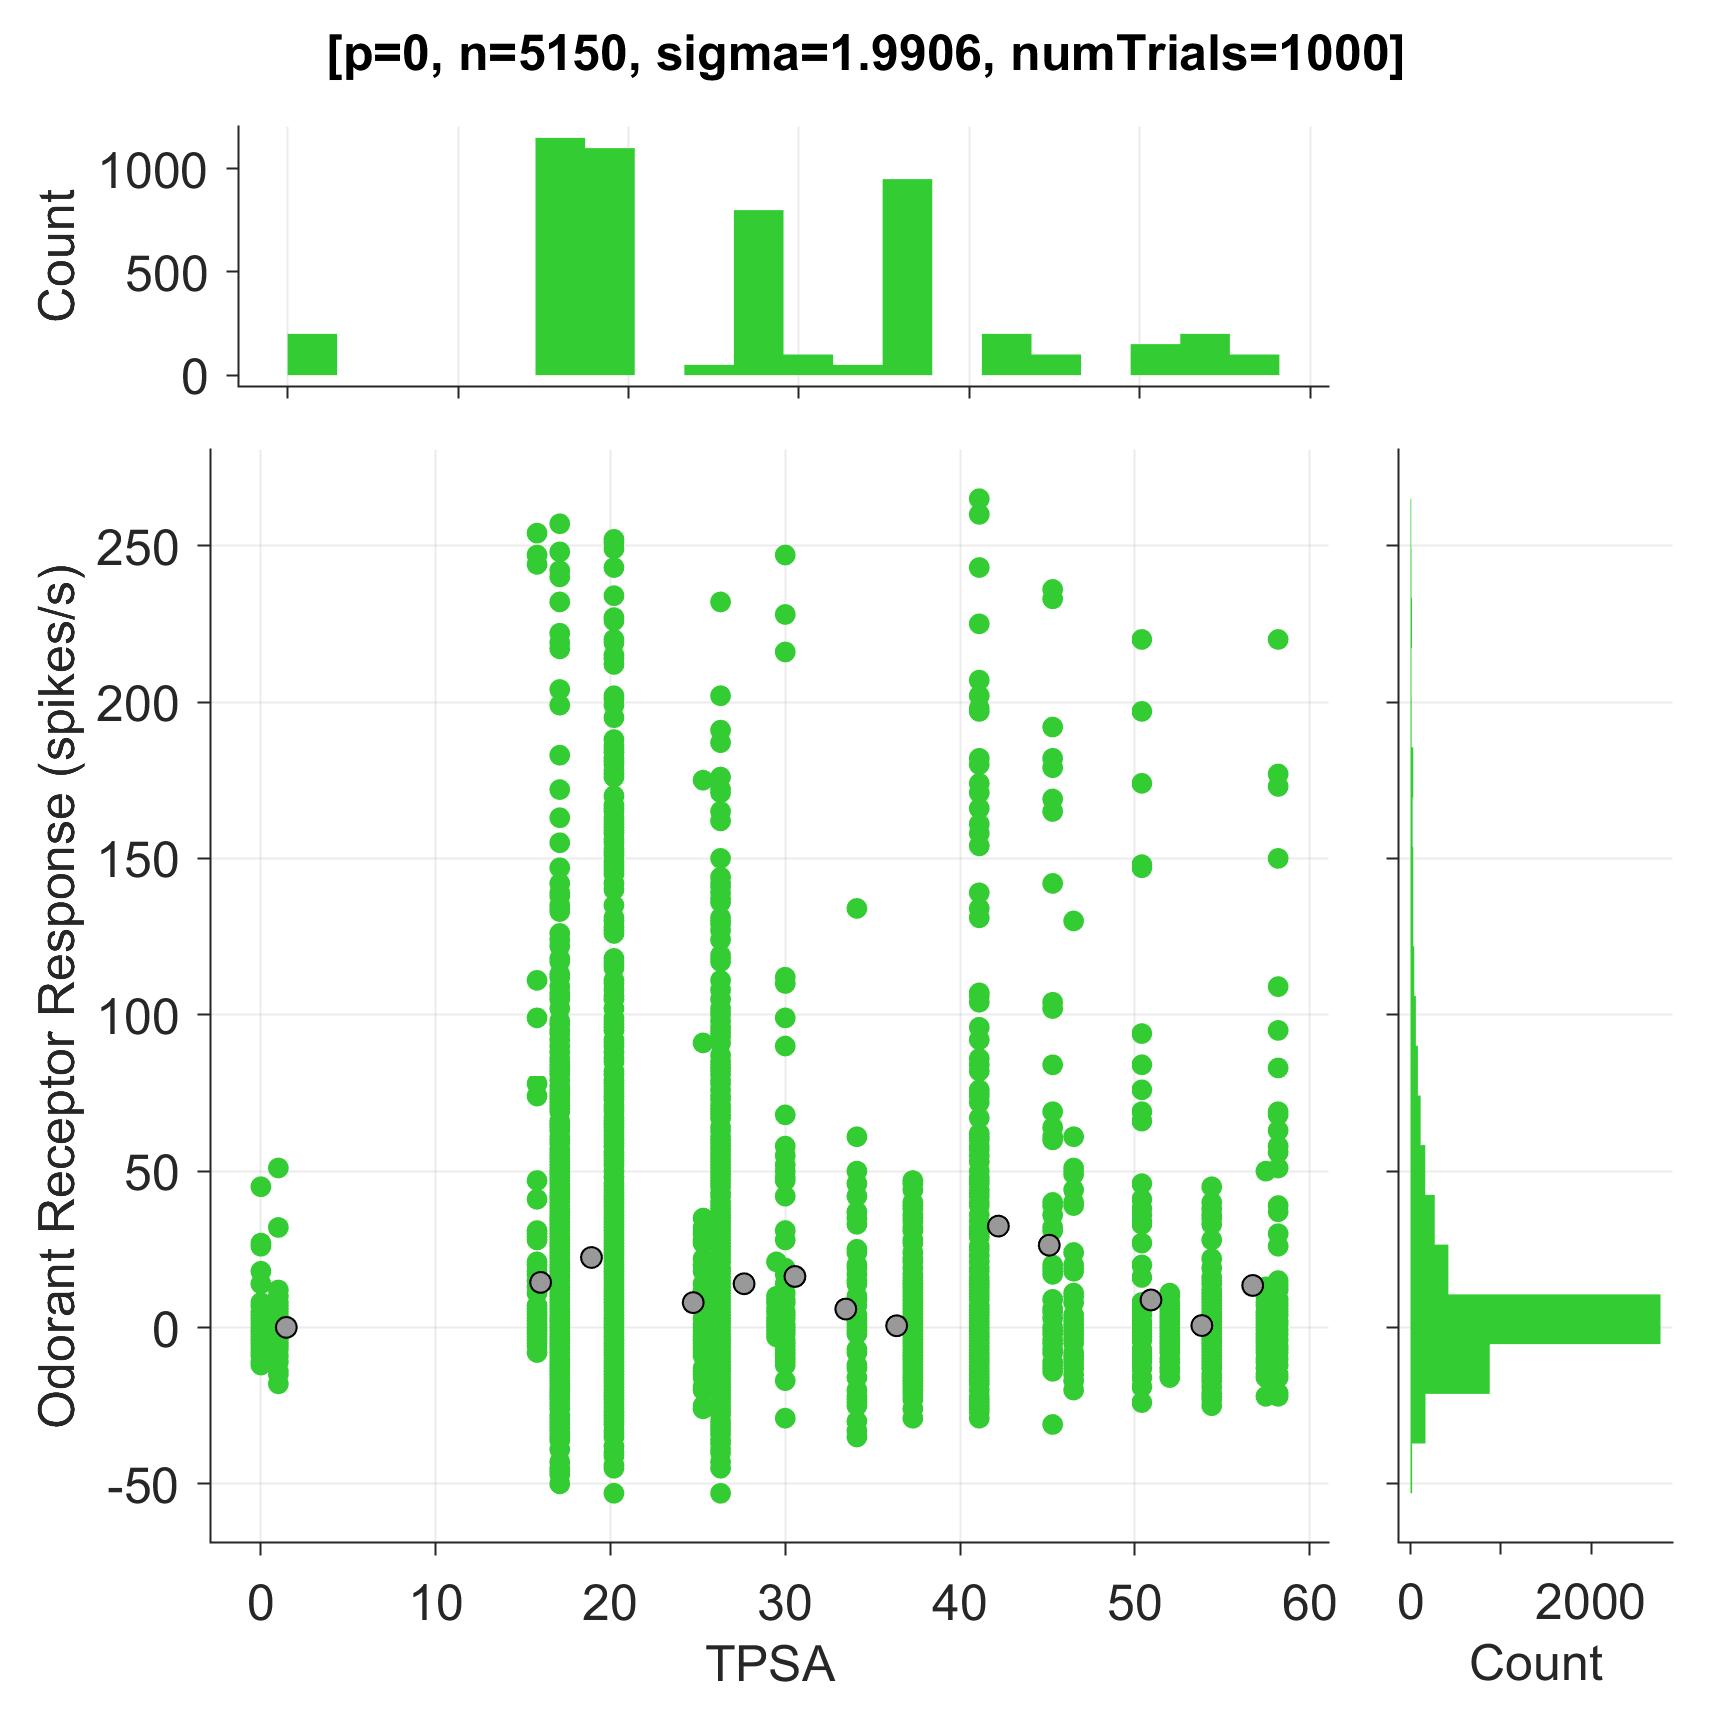 [p=0, n=5150, sigma=1.9906, numTrials=1000]
Count
1000
500
0
Odorant Receptor Response (spikes/s)
250
200
150
100
50
0
-50
0 10 20 30 40 50 60
TPSA
0 2000
Count